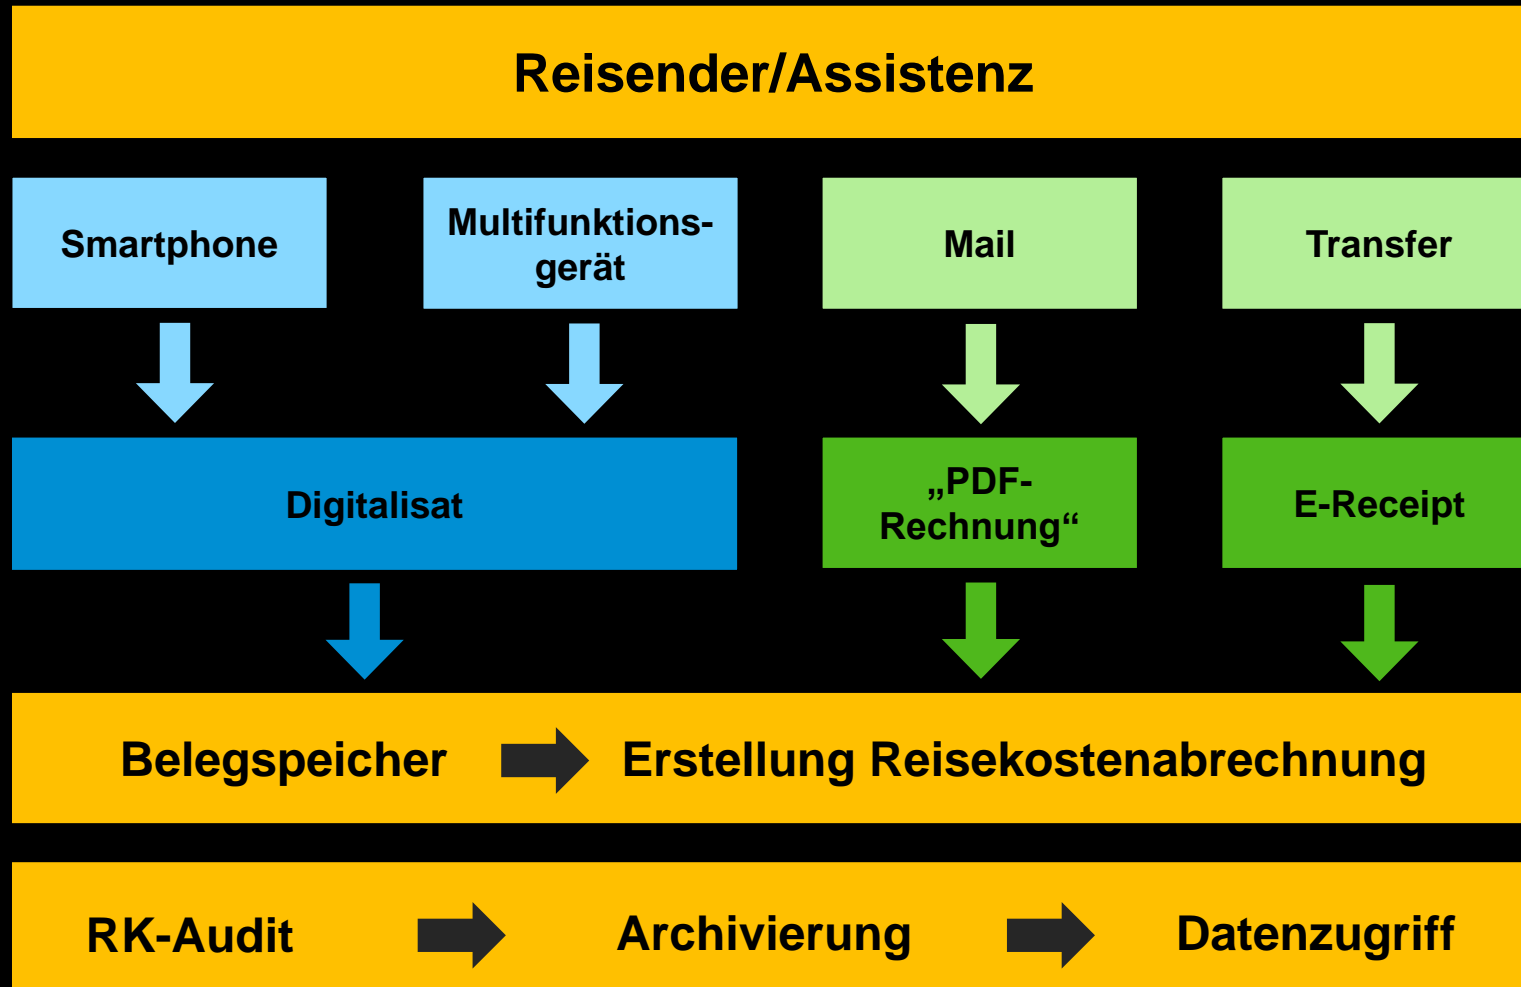 Reisender/Assistenz
Smartphone
Multifunktions-
gerät
Mail
Transfer
Digitalisat
„PDF-
Rechnung“
E-Receipt
Belegspeicher
Erstellung Reisekostenabrechnung
RK-Audit
Archivierung
Datenzugriff